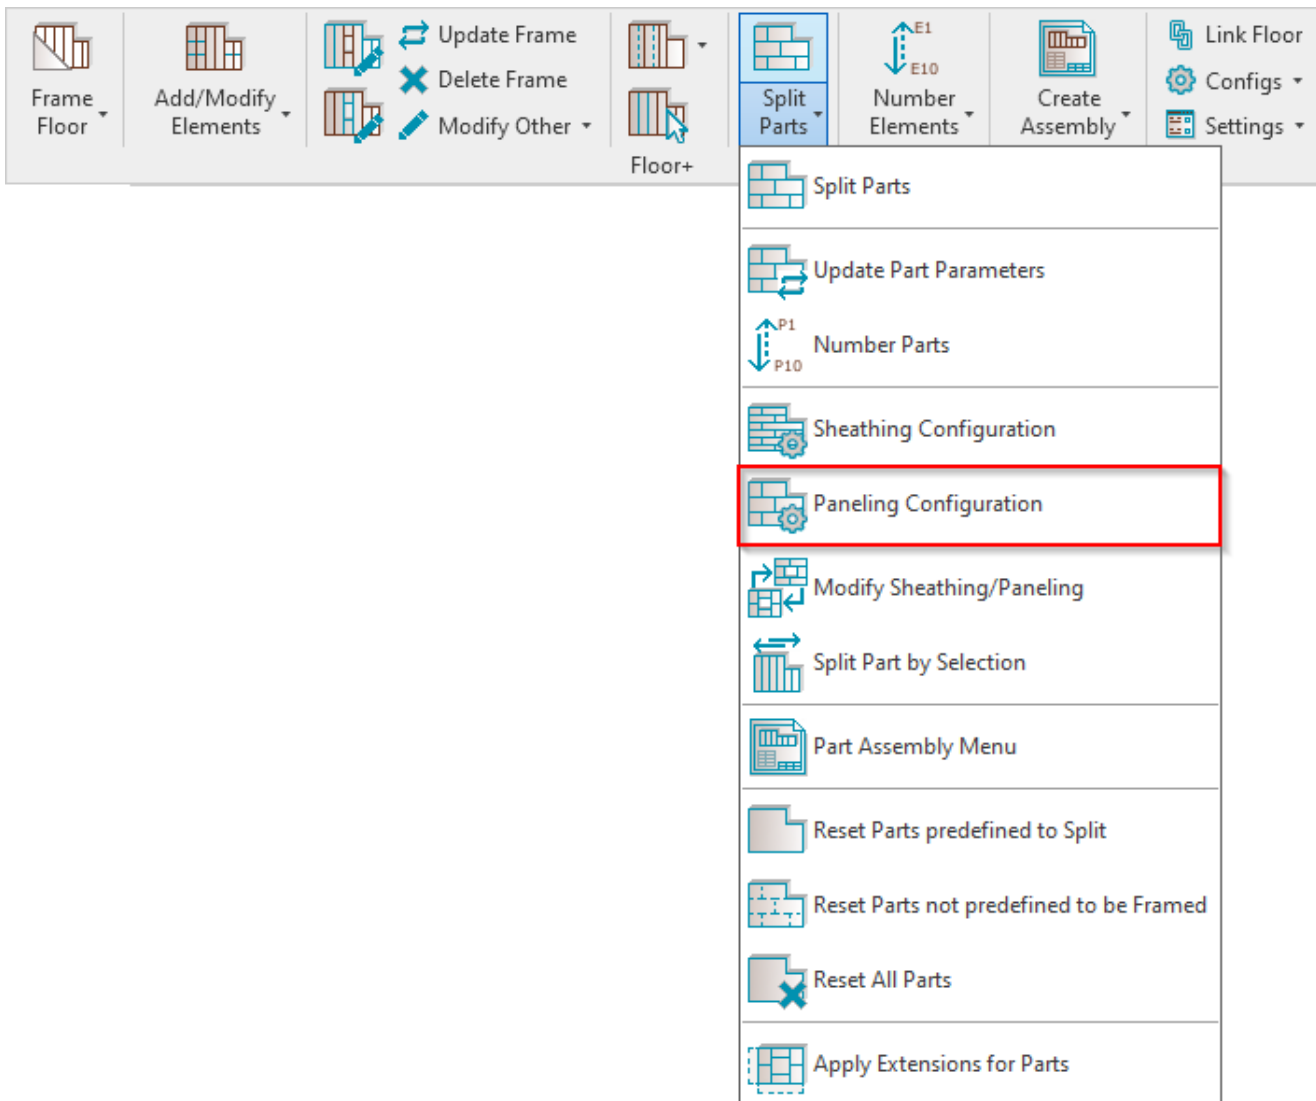 Frame
Floor
Add/Modify
Elements
Update Frame
Delete Frame
Modify Other
Floor+
Split
Parts
E1
E10
Number
Elements
Create
Assembly
Link Floor
Configs
Settings
Split Parts
Update Part Parameters
P1
P10
Number Parts
Sheathing Configuration
Paneling Configuration
Modify Sheathing/Paneling
Split Part by Selection
Part Assembly Menu
Reset Parts predefined to Split
Reset Parts not predefined to be Framed
Reset All Parts
Apply Extensions for Parts